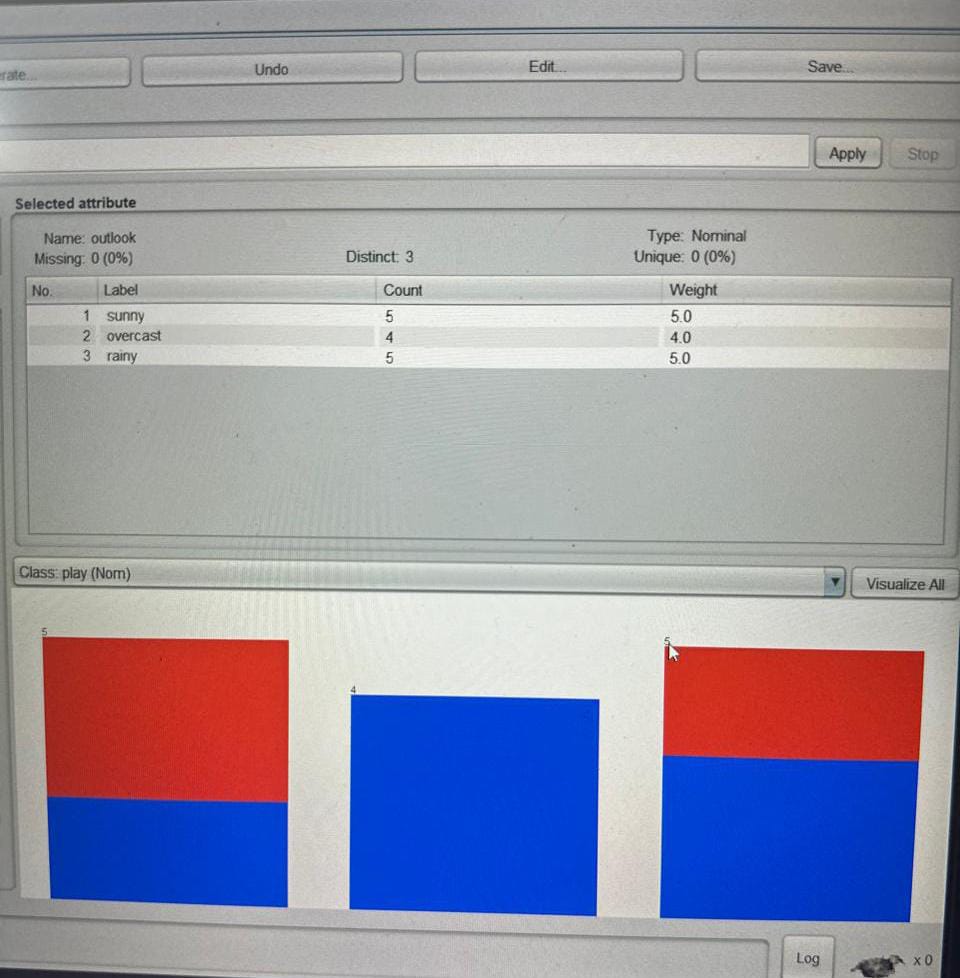 rate...
Undo
Edit...
Save...
Apply
Stop
Selected attribute
Name: outlook
Type: Nominal
Missing: 0 (0%)
Distinct: 3
Unique: 0 (0%)
No. Label Count Weight
1 sunny 5 5.0
2 overcast 4 4.0
3 rainy 5 5.0
Class: play (Nom)
Visualize All
5
4
5
Log
x 0